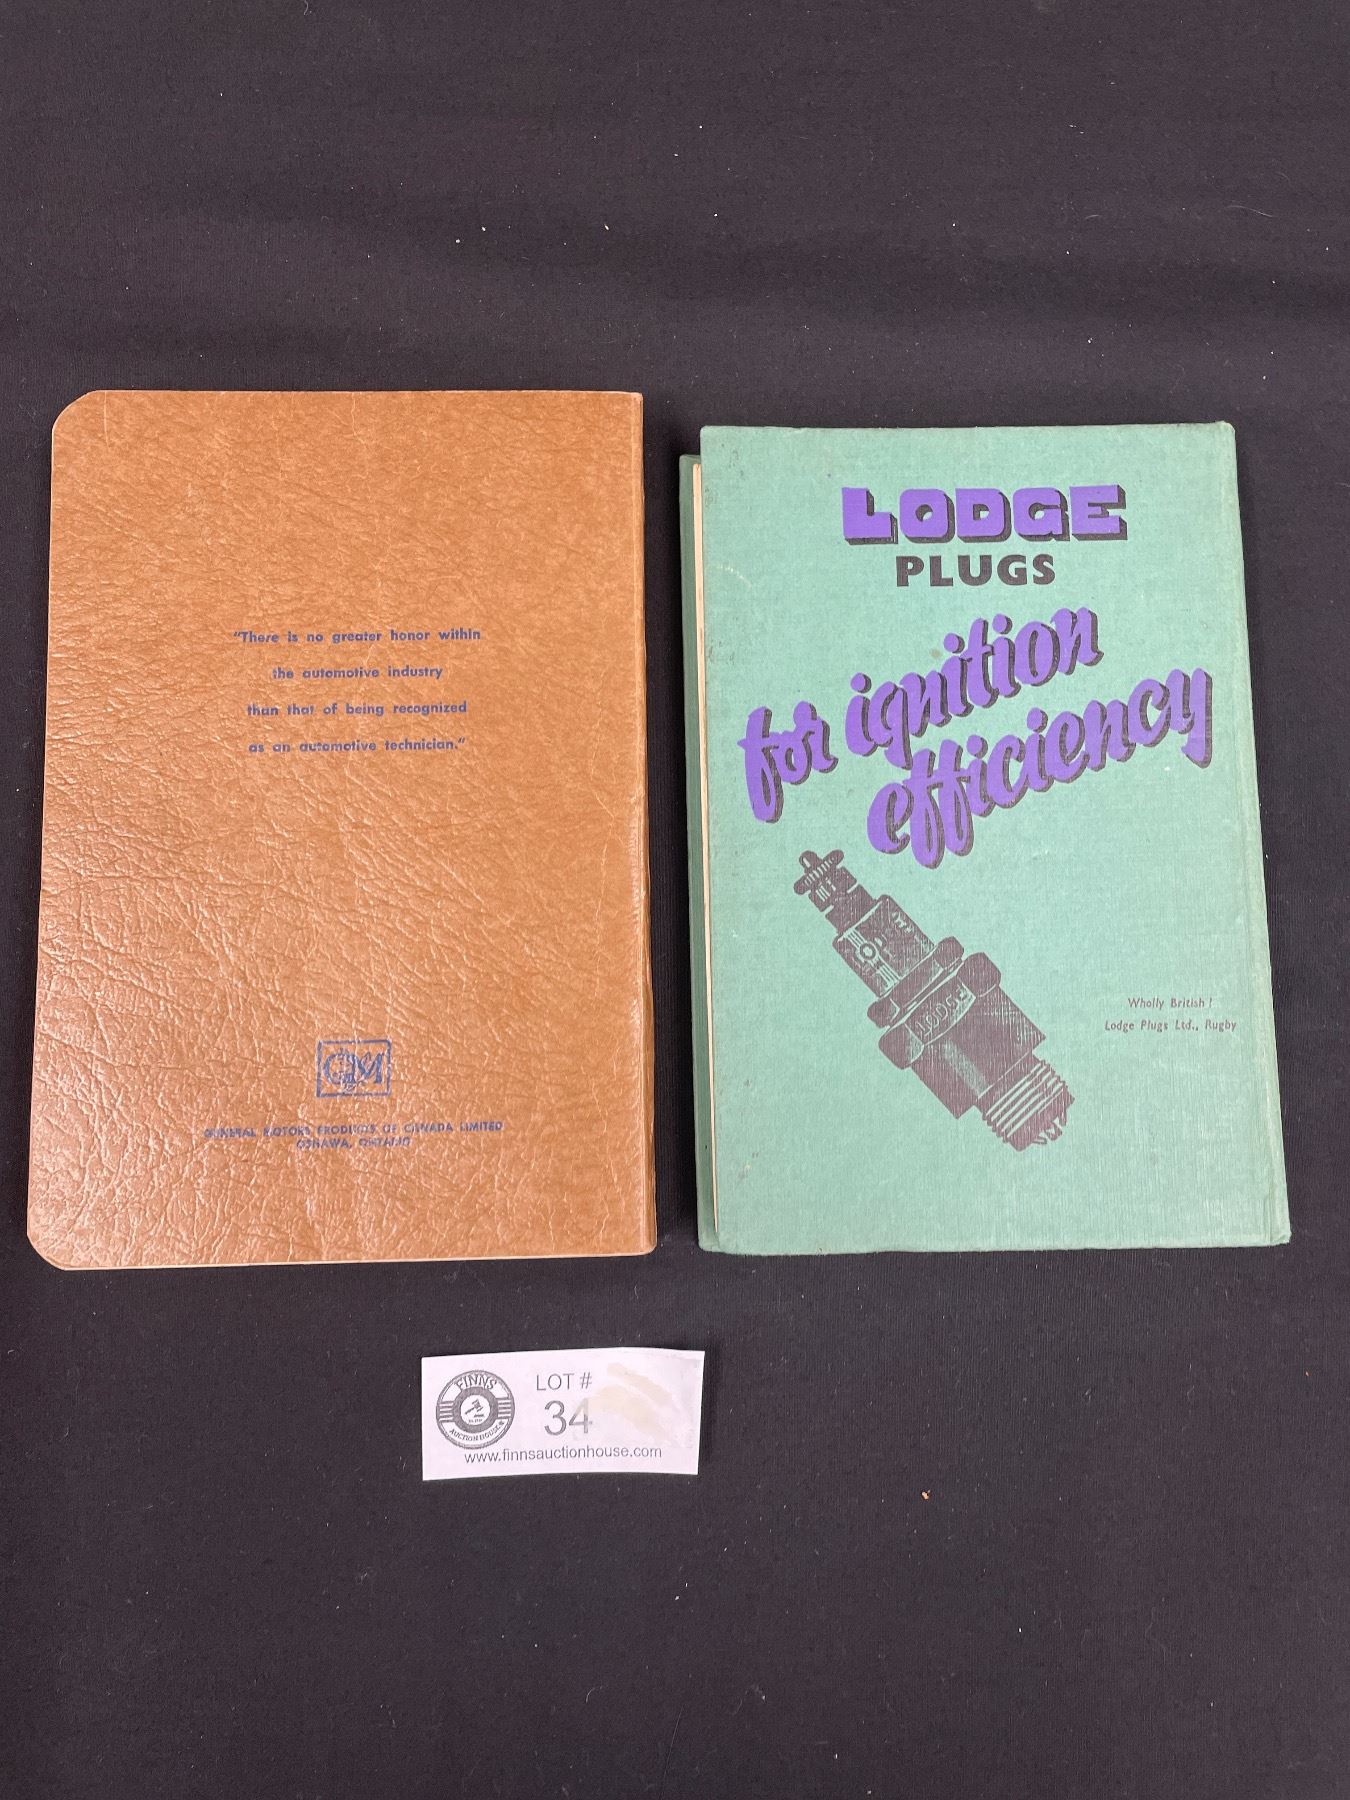 "There is no greater honor within
the automotive industry
than that of being recognized
as an automotive technician."
GM
GENERAL MOTORS PRODUCTS OF CANADA LIMITED
OSHAWA, ONTARIO
LODGE
PLUGS
for ignition
efficiency
LODGE
Wholly British!
Lodge Plugs Ltd., Rugby
FINNS
AUCTION HOUSE
LOT #
34
www.finnsauctionhouse.com